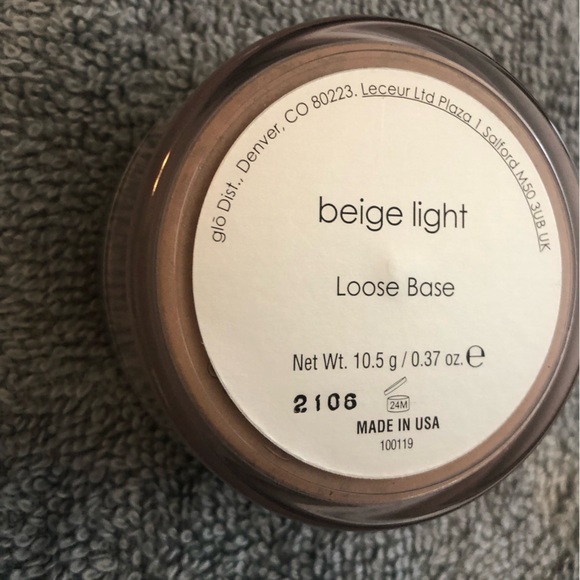 glō Dist., Denver, CO 80223. Leceur Ltd Plaza 1 Salford M50 3UB UK
beige light
Loose Base
Net Wt. 10.5 g / 0.37 oz. e
2106
24M
MADE IN USA
100119